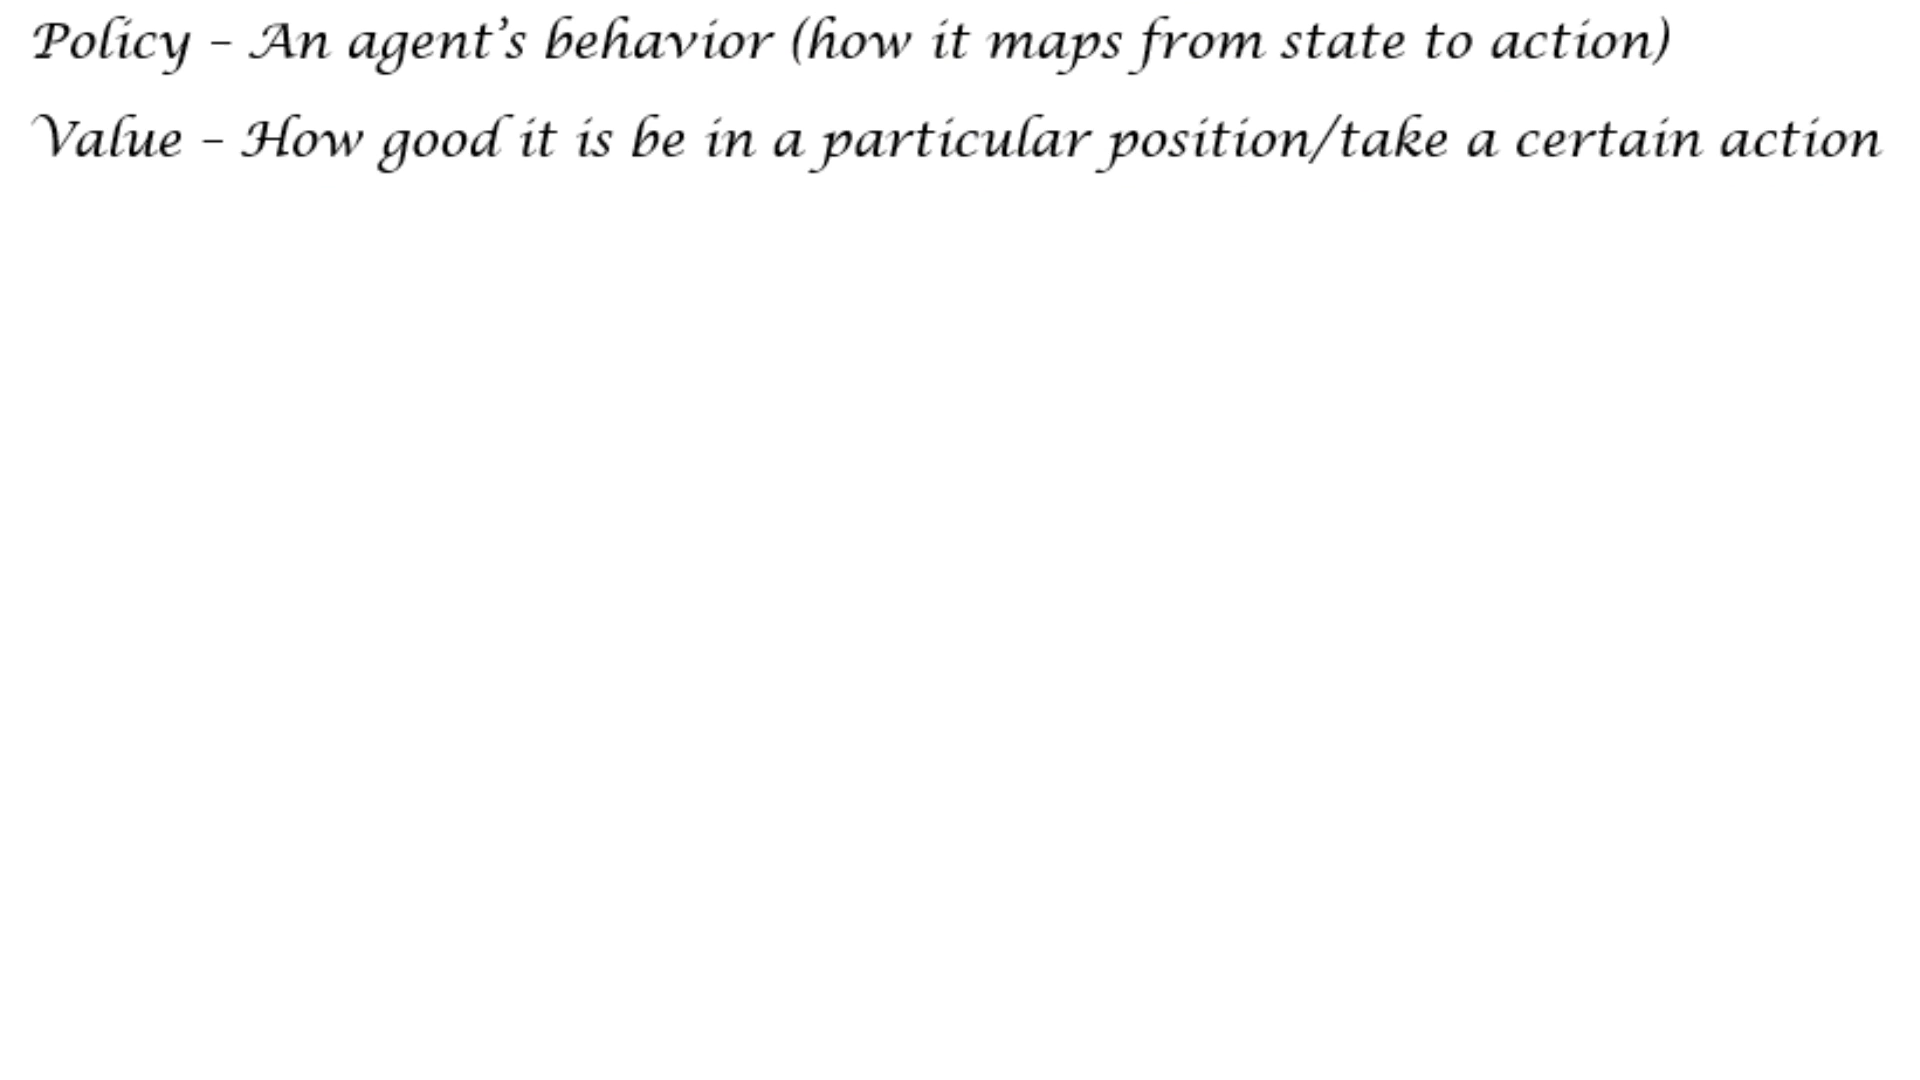 Policy – An agent’s behavior (how it maps from state to action)
Value – How good it is be in a particular position/take a certain action